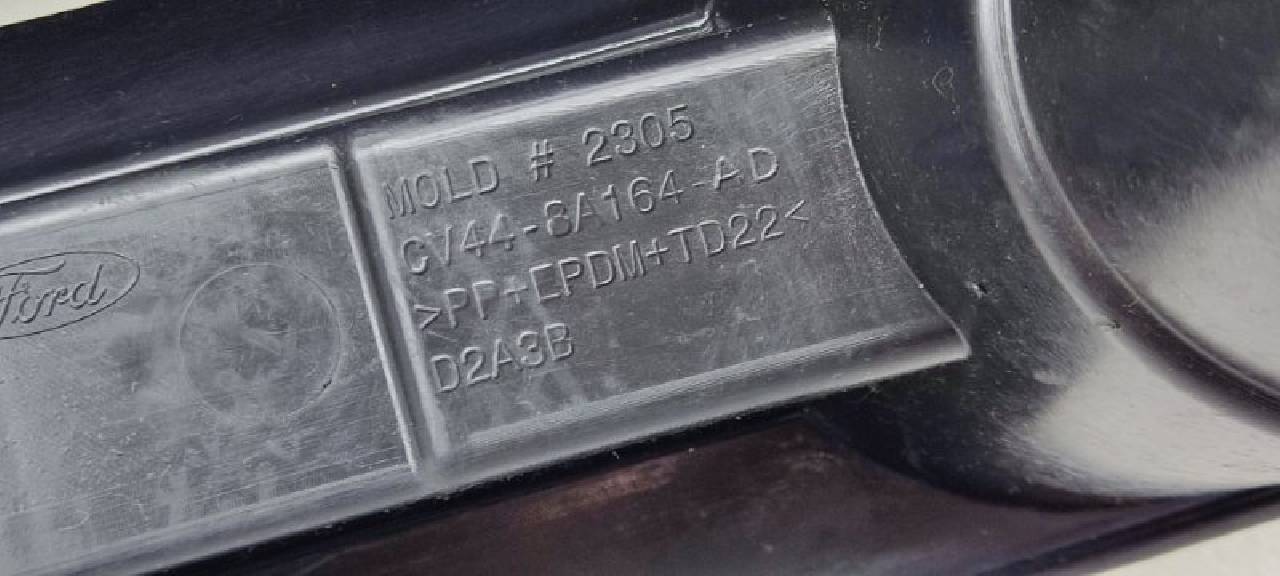 Ford
MOLD # 2305
CV44-8A164-AD
>PP+EPDM+TD22<
D2A3B